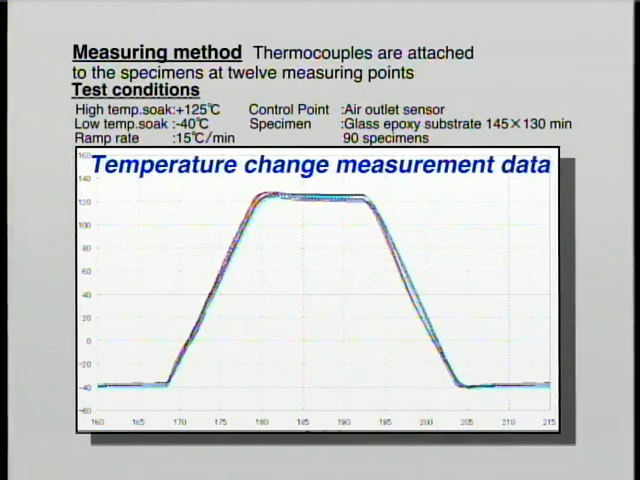 Measuring method Thermocouples are attached
to the specimens at twelve measuring points
Test conditions
High temp.soak:+125℃ Control Point :Air outlet sensor
Low temp.soak :-40℃ Specimen :Glass epoxy substrate 145×130 min
Ramp rate :15℃/min 90 specimens
Temperature change measurement data
160
140
120
100
80
60
40
20
0
-20
-40
-60
160 165 170 175 180 185 190 195 200 205 210 215